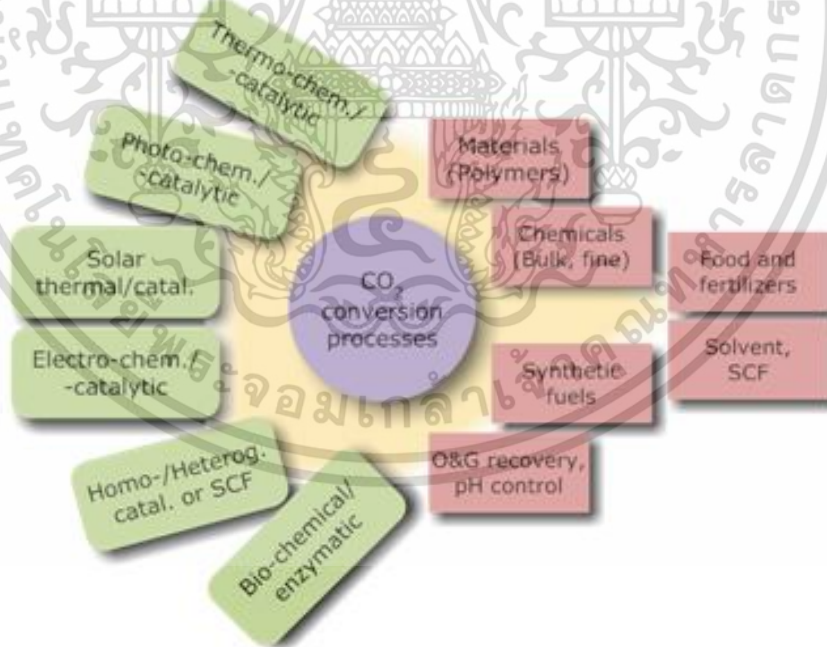 Thermo-chem./
-catalytic
Photo-chem./
-catalytic
Solar
thermal/catal.
Electro-chem./
-catalytic
Homo-/Heterog.
catal. or SCF
Bio-chemical/
enzymatic
CO₂
conversion
processes
Materials
(Polymers)
Chemicals
(Bulk, fine)
Food and
fertilizers
Synthetic
fuels
Solvent,
SCF
O&G recovery,
pH control